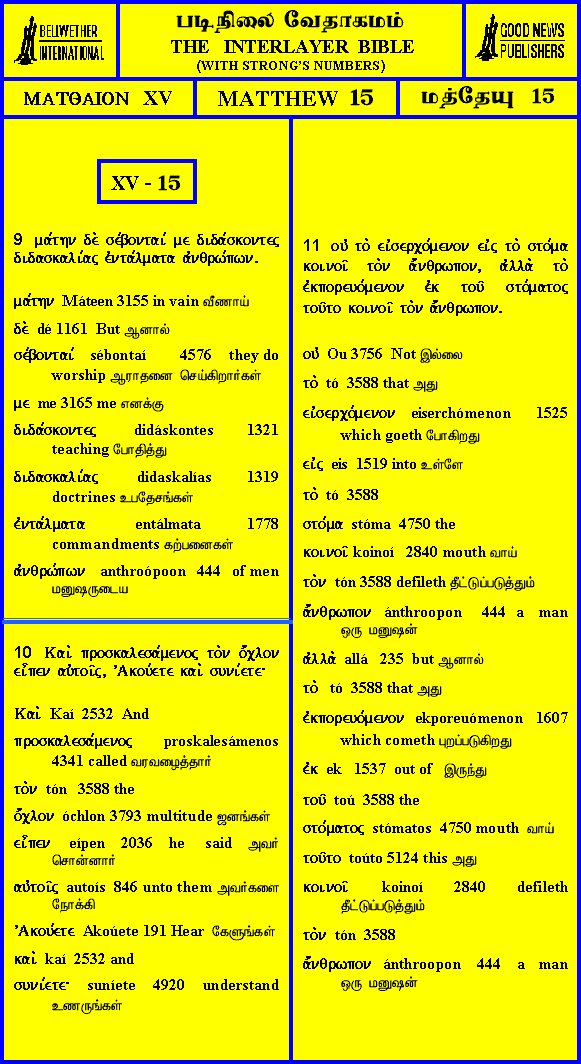 BELLWETHER
INTERNATIONAL
படிநிலை வேதாகமம்
THE INTERLAYER BIBLE
(WITH STRONG'S NUMBERS)
GOOD NEWS
PUBLISHERS
ΜΑΤΘΑΙΟΝ XV
MATTHEW 15
மத்தேயு 15
XV - 15
9 μάτην δὲ σέβονταί με διδάσκοντες
διδασκαλίας ἐντάλματα ἀνθρώπων.
μάτην Máteen 3155 in vain வீணாய்
δὲ dé 1161 But ஆனால்
σέβονταί sébontaí 4576 they do
worship ஆராதனை செய்கிறார்கள்
με me 3165 me எனக்கு
διδάσκοντες didáskontes 1321
teaching போதித்து
διδασκαλίας didaskalías 1319
doctrines உபதேசங்கள்
ἐντάλματα entálmata 1778
commandments கற்பனைகள்
ἀνθρώπων anthroópoon 444 of men
மனுஷருடைய
10 Καὶ προσκαλεσάμενος τὸν ὄχλον
εἶπεν αὐτοῖς, Ἀκούετε καὶ συνίετε·
Καὶ Kaí 2532 And
προσκαλεσάμενος proskalesámenos
4341 called வரவழைத்தார்
τὸν tón 3588 the
ὄχλον óchlon 3793 multitude ஜனங்கள்
εἶπεν eípen 2036 he said அவர்
சொன்னார்
αὐτοῖς autoís 846 unto them அவர்களை
நோக்கி
Ἀκούετε Akoúete 191 Hear கேளுங்கள்
καὶ kaí 2532 and
συνίετε· suníete 4920 understand
உணருங்கள்
11 οὐ τὸ εἰσερχόμενον εἰς τὸ στόμα
κοινοῖ τὸν ἄνθρωπον, ἀλλὰ τὸ
ἐκπορευόμενον ἐκ τοῦ στόματος
τοῦτο κοινοῖ τὸν ἄνθρωπον.
οὐ Ou 3756 Not இல்லை
τὸ tó 3588 that அது
εἰσερχόμενον eiserchómenon 1525
which goeth போகிறது
εἰς eis 1519 into உள்ளே
τὸ tó 3588
στόμα stóma 4750 the
κοινοῖ koinoí 2840 mouth வாய்
τὸν tón 3588 defileth தீட்டுப்படுத்தும்
ἄνθρωπον ánthroopon 444 a man
ஒரு மனுஷன்
ἀλλὰ allá 235 but ஆனால்
τὸ tó 3588 that அது
ἐκπορευόμενον ekporeuómenon 1607
which cometh புறப்படுகிறது
ἐκ ek 1537 out of இருந்து
τοῦ toú 3588 the
στόματος stómatos 4750 mouth வாய்
τοῦτο toúto 5124 this அது
κοινοῖ koinoí 2840 defileth
தீட்டுப்படுத்தும்
τὸν tón 3588
ἄνθρωπον ánthroopon 444 a man
ஒரு மனுஷன்